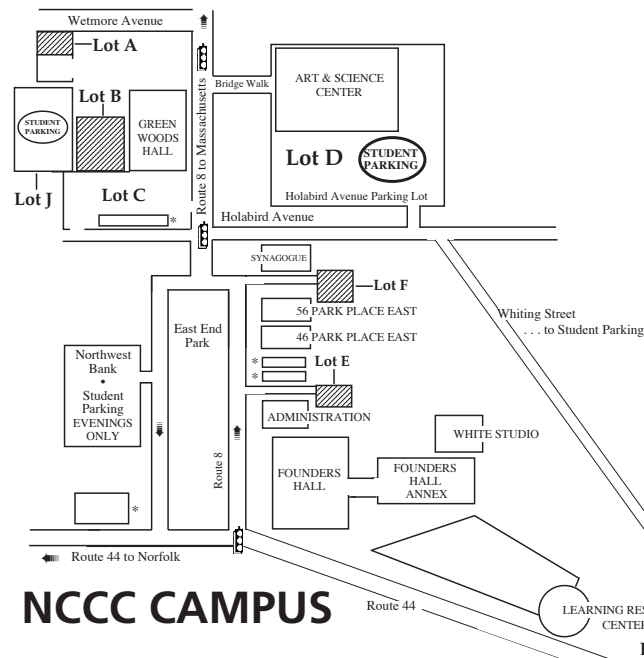 Wetmore Avenue
Lot A
Lot B
STUDENT
PARKING
GREEN
WOODS
HALL
Lot J
Lot C
*
Route 8 to Massachusetts
Bridge Walk
ART & SCIENCE
CENTER
Lot D
STUDENT
PARKING
Holabird Avenue Parking Lot
Holabird Avenue
SYNAGOGUE
Lot F
56 PARK PLACE EAST
46 PARK PLACE EAST
* Lot E
*
ADMINISTRATION
Whiting Street
. . . to Student Parking
East End
Park
Northwest
Bank
•
Student
Parking
EVENINGS
ONLY
*
Route 8
WHITE STUDIO
FOUNDERS
HALL
FOUNDERS
HALL
ANNEX
Route 44 to Norfolk
NCCC CAMPUS
Route 44
LEARNING RES
CENTER